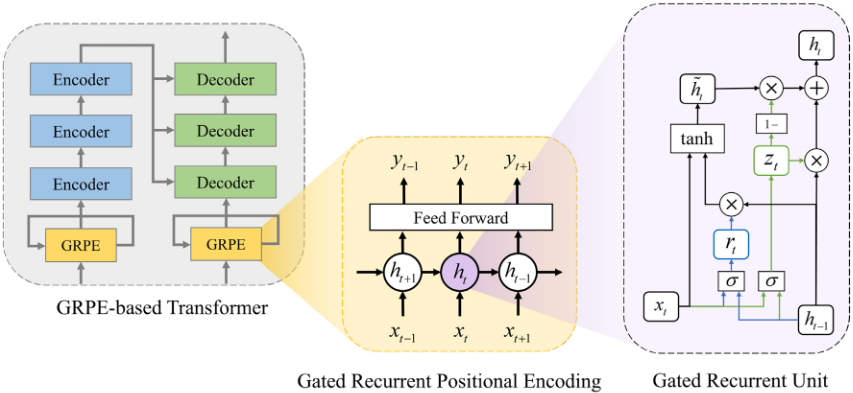 Encoder
Encoder
Encoder
GRPE
Decoder
Decoder
Decoder
GRPE
GRPE-based Transformer
y_{t-1} y_t y_{t+1}
Feed Forward
h_{t+1} h_t h_{t-1}
x_{t-1} x_t x_{t+1}
Gated Recurrent Positional Encoding
h_t
h̃_t × +
1-
tanh z_t ×
×
r_t
σ σ
x_t h_{t-1}
Gated Recurrent Unit